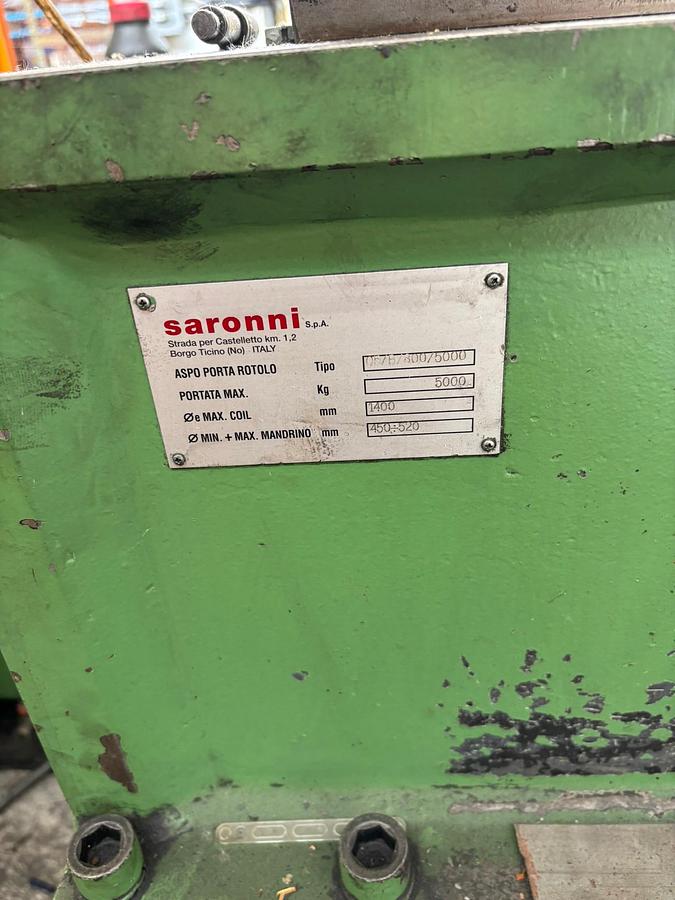 saronni S.p.A.
Strada per Castelletto km. 1,2
Borgo Ticino (No) ITALY
ASPO PORTA ROTOLO Tipo
PORTATA MAX. Kg 5000
Øe MAX. COIL mm 1400
Ø MIN. + MAX. MANDRINO mm 450÷520